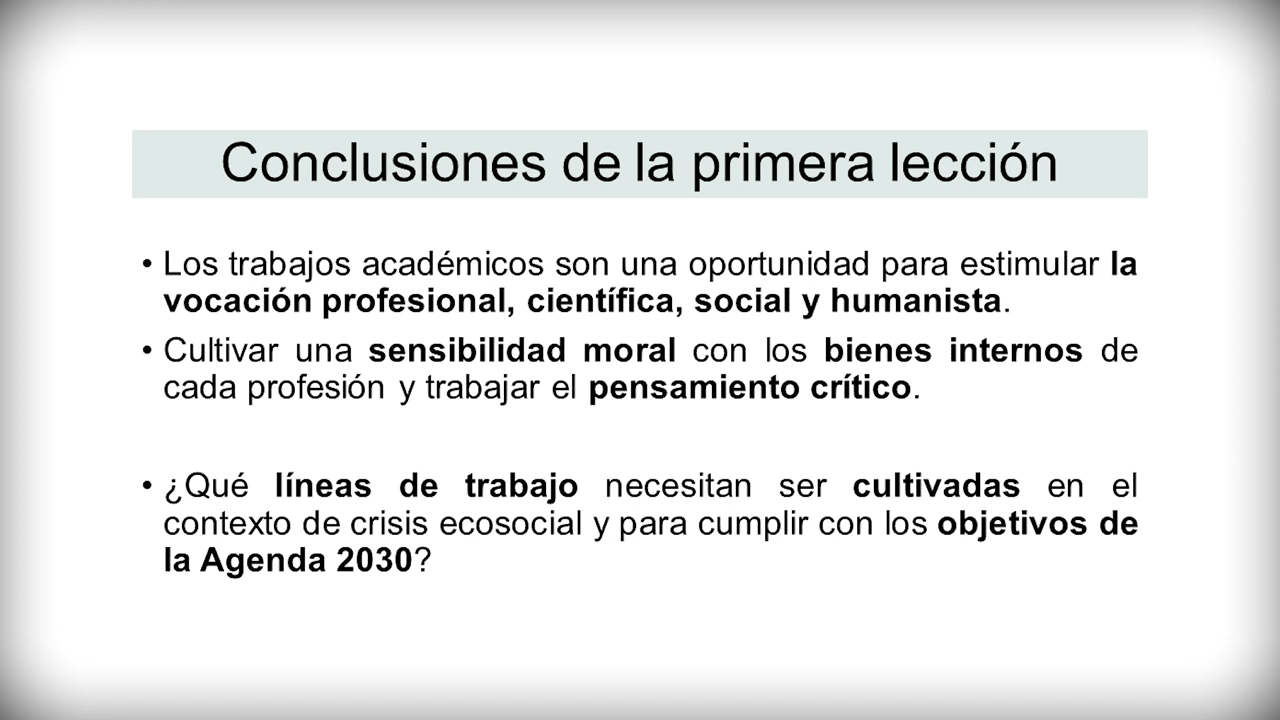 Conclusiones de la primera lección
• Los trabajos académicos son una oportunidad para estimular la
vocación profesional, científica, social y humanista.
• Cultivar una sensibilidad moral con los bienes internos de
cada profesión y trabajar el pensamiento crítico.
• ¿Qué líneas de trabajo necesitan ser cultivadas en el
contexto de crisis ecosocial y para cumplir con los objetivos de
la Agenda 2030?